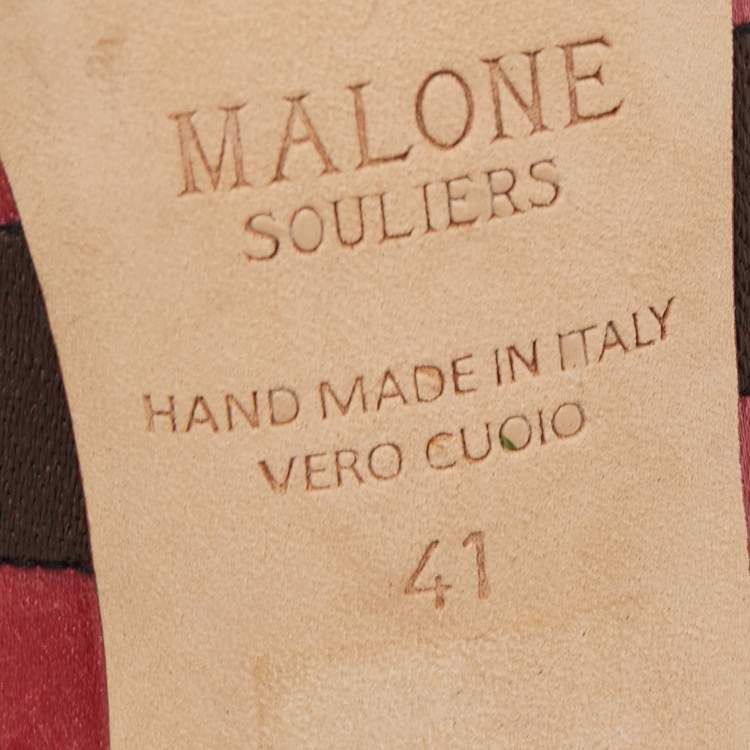 MALONE
SOULIERS
HAND MADE IN ITALY
VERO CUOIO
41